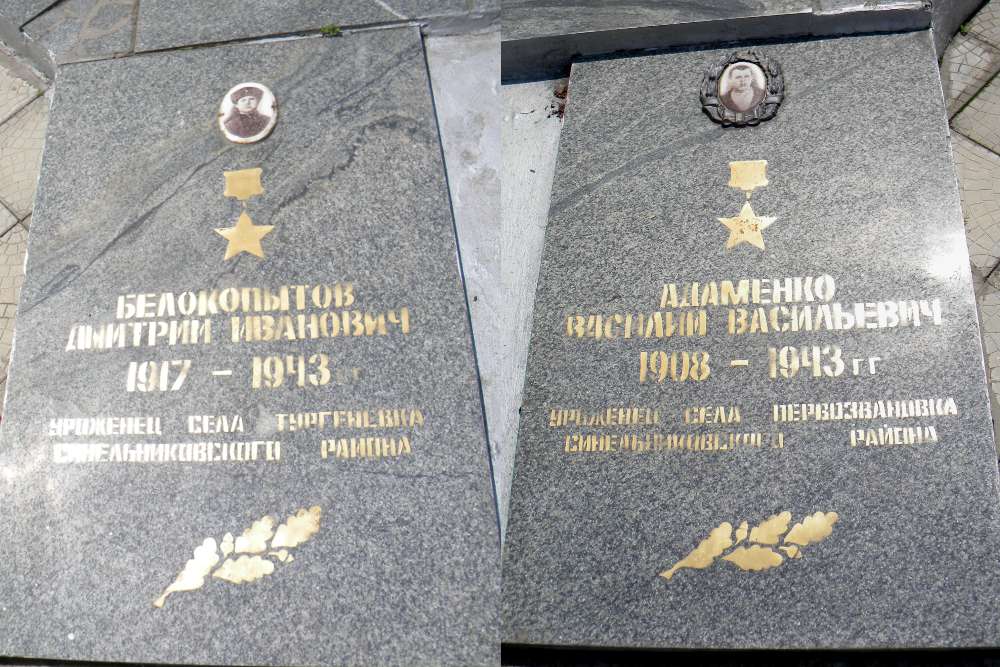 БЕЛОКОПЫТОВ
ДМИТРИЙ ИВАНОВИЧ
1917 – 1943 гг
УРОЖЕНЕЦ СЕЛА ТУРГЕНЕВКА
СИНЕЛЬНИКОВСКОГО РАЙОНА
АДАМЕНКО
ВАСИЛИЙ ВАСИЛЬЕВИЧ
1908 – 1943 гг
УРОЖЕНЕЦ СЕЛА ПЕРВОЗВАНОВКА
СИНЕЛЬНИКОВСКОГО РАЙОНА